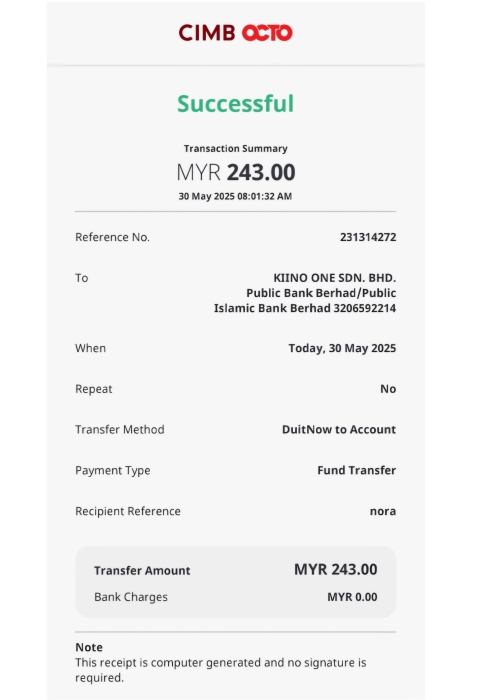 CIMB OCTO
Successful
Transaction Summary
MYR 243.00
30 May 2025 08:01:32 AM
Reference No. 231314272
To KIINO ONE SDN. BHD.
Public Bank Berhad/Public
Islamic Bank Berhad 3206592214
When Today, 30 May 2025
Repeat No
Transfer Method DuitNow to Account
Payment Type Fund Transfer
Recipient Reference nora
Transfer Amount MYR 243.00
Bank Charges MYR 0.00
Note
This receipt is computer generated and no signature is
required.